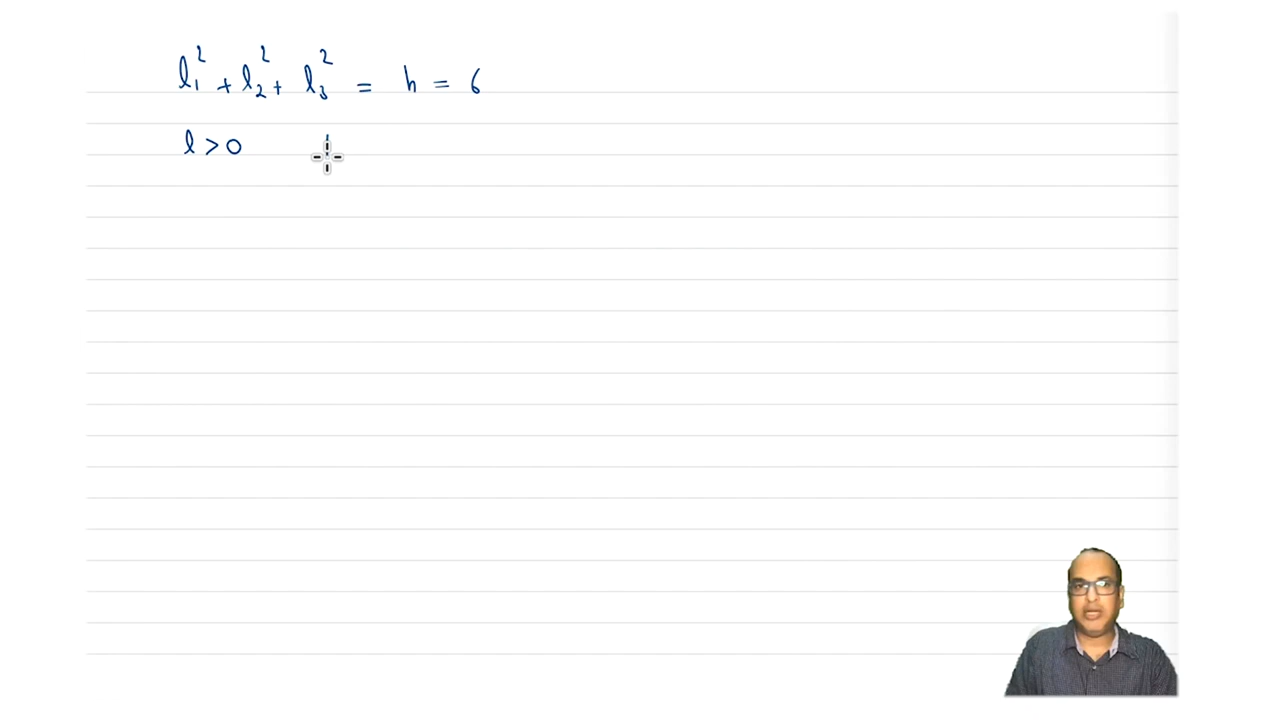 l₁² + l₂² + l₃² = h = 6
l > 0